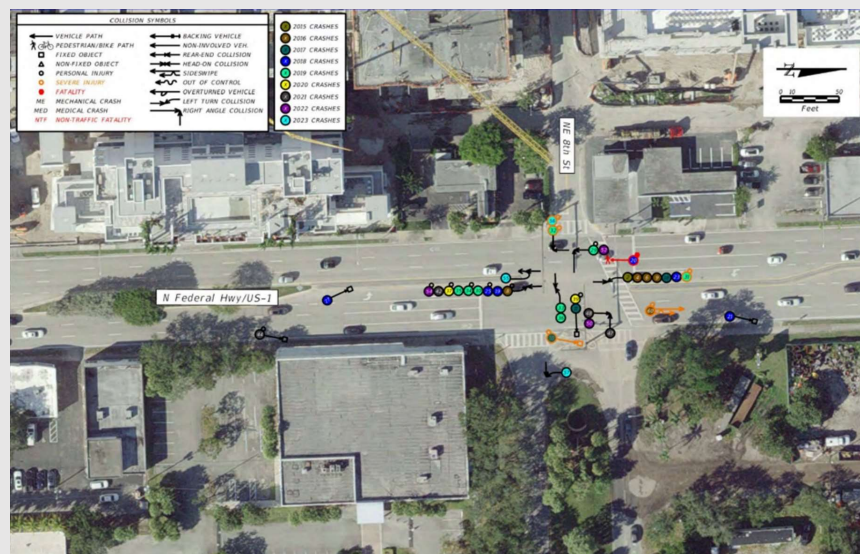 COLLISION SYMBOLS
VEHICLE PATH
PEDESTRIAN/BIKE PATH
FIXED OBJECT
NON-FIXED OBJECT
PERSONAL INJURY
SEVERE INJURY
FATALITY
ME MECHANICAL CRASH
MED MEDICAL CRASH
NTF NON-TRAFFIC FATALITY
BACKING VEHICLE
NON-INVOLVED VEH.
REAR-END COLLISION
HEAD-ON COLLISION
SIDESWIPE
OUT OF CONTROL
OVERTURNED VEHICLE
LEFT TURN COLLISION
RIGHT ANGLE COLLISION
2015 CRASHES
2016 CRASHES
2017 CRASHES
2018 CRASHES
2019 CRASHES
2020 CRASHES
2021 CRASHES
2022 CRASHES
2023 CRASHES
0 10 50
Feet
NE 8th St
N Federal Hwy/US-1